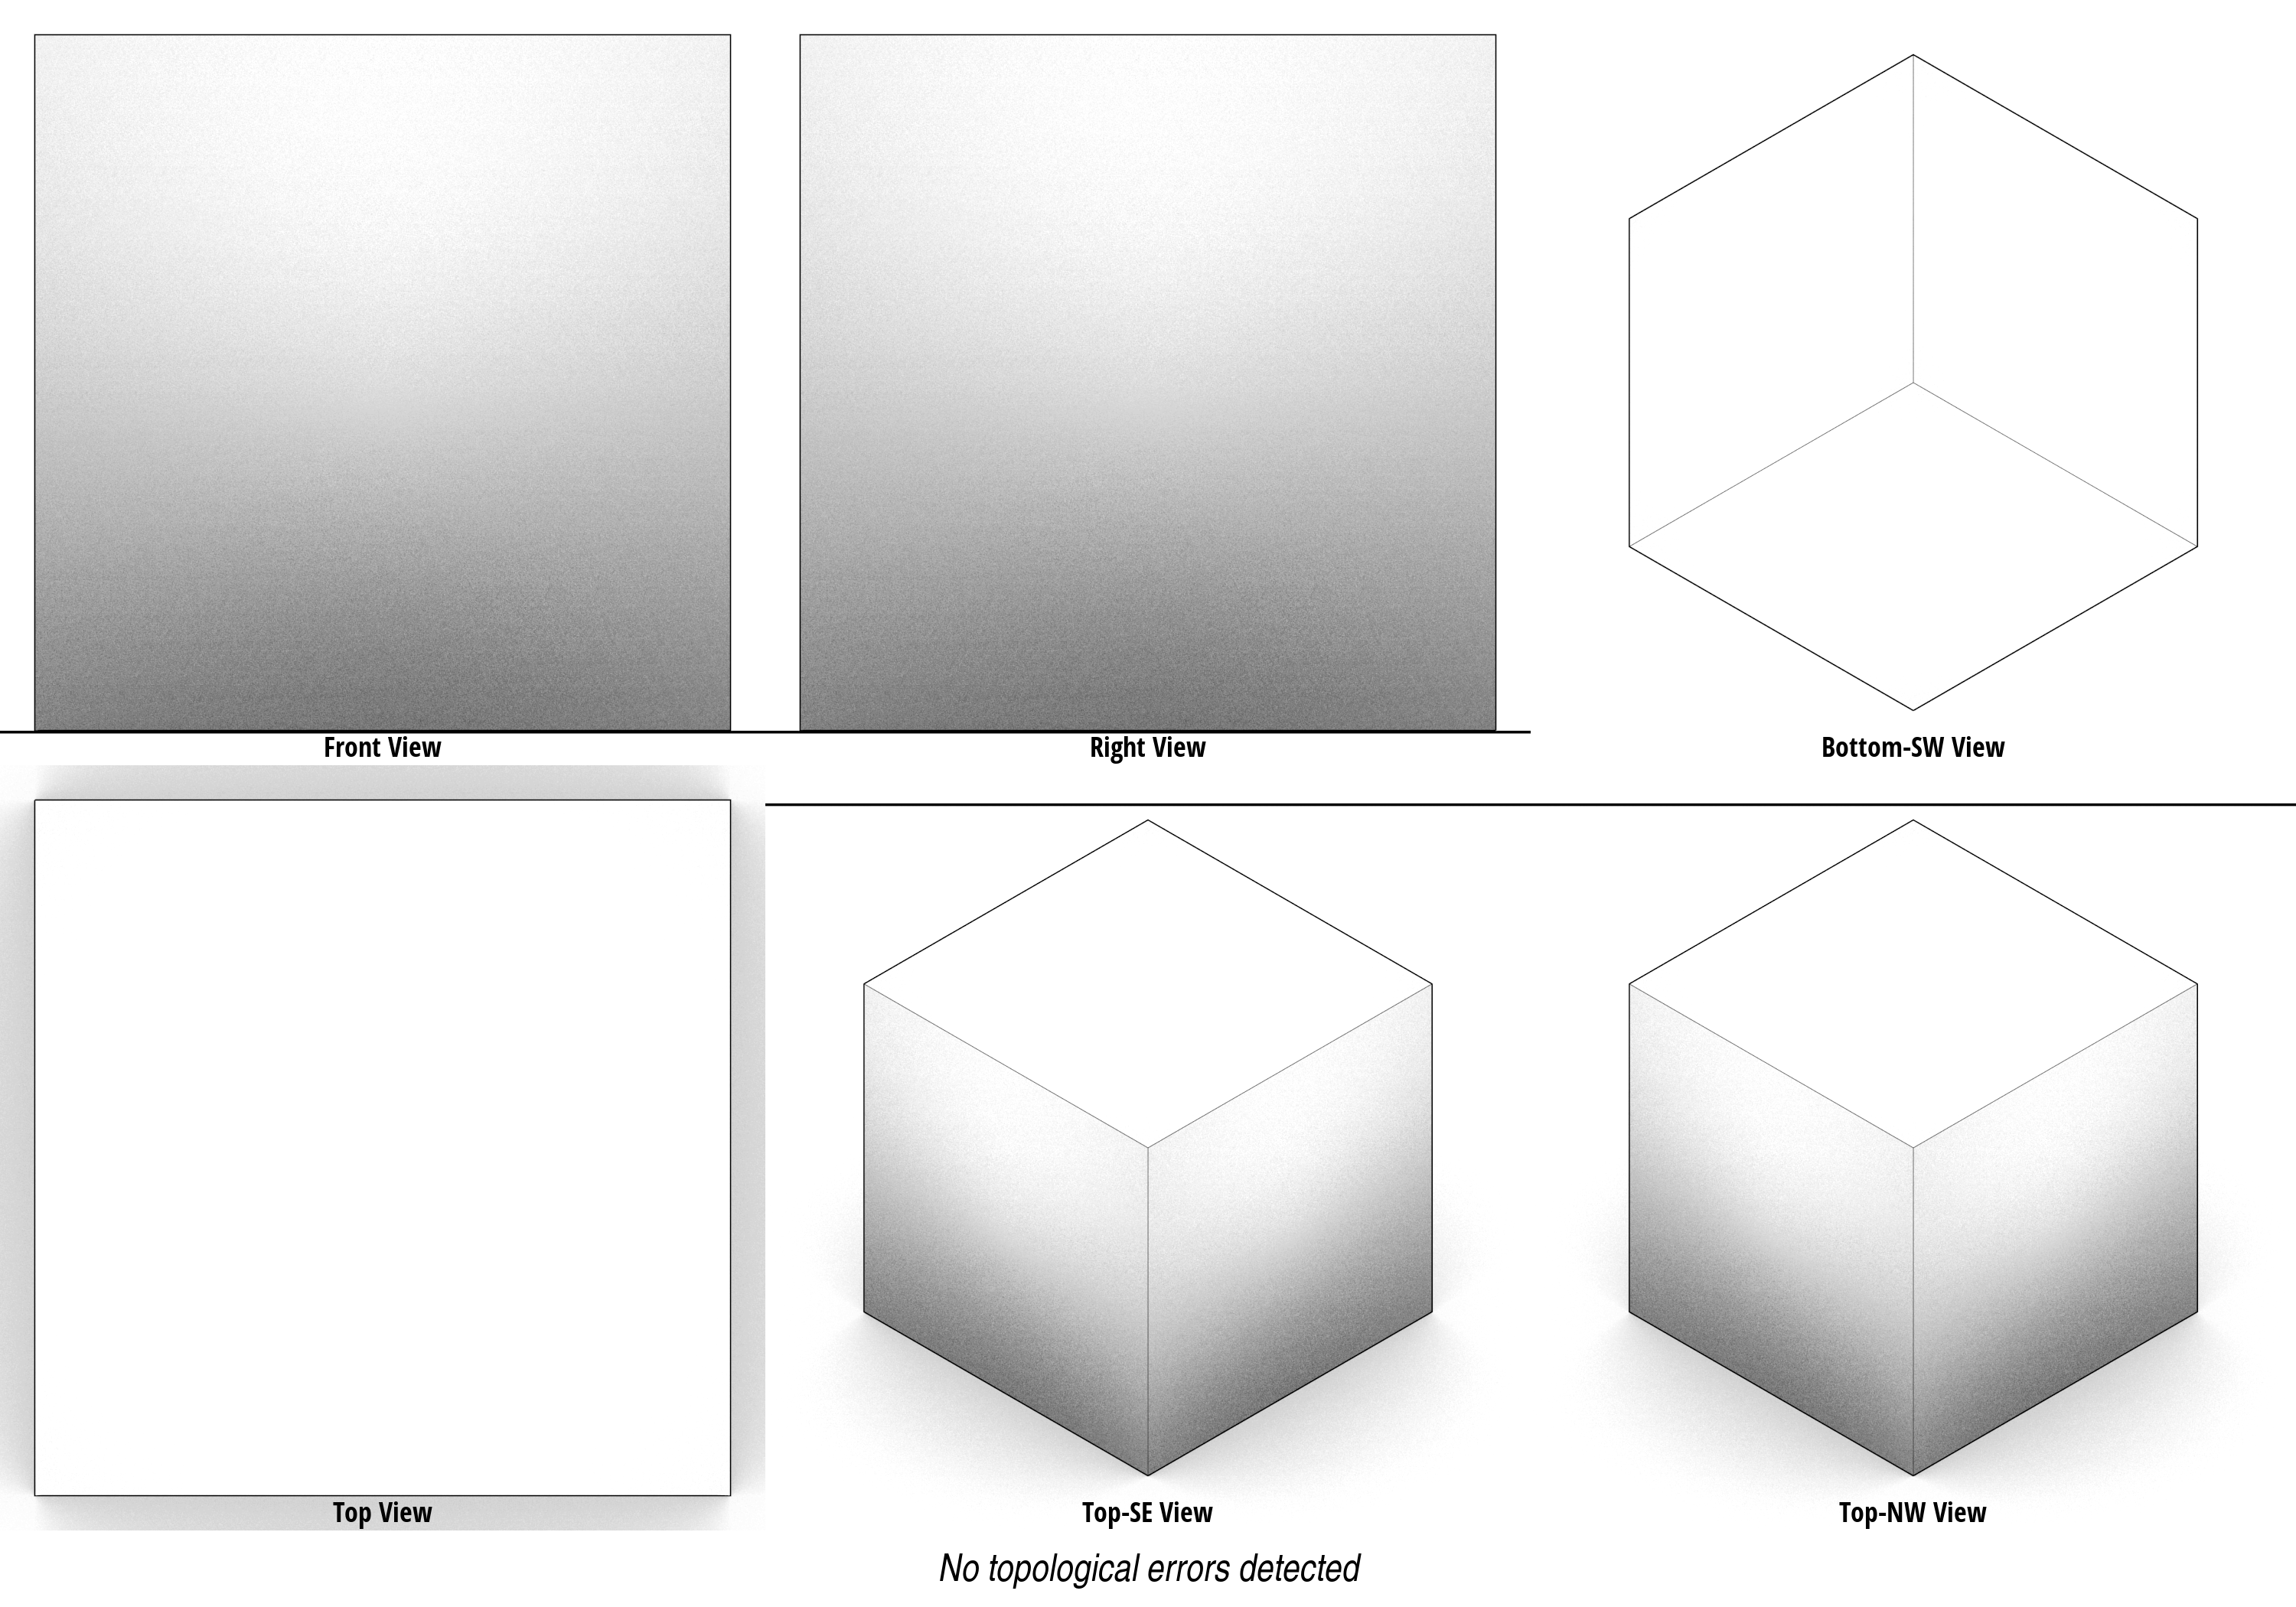 Front View
Right View
Bottom-SW View
Top View
Top-SE View
Top-NW View
No topological errors detected